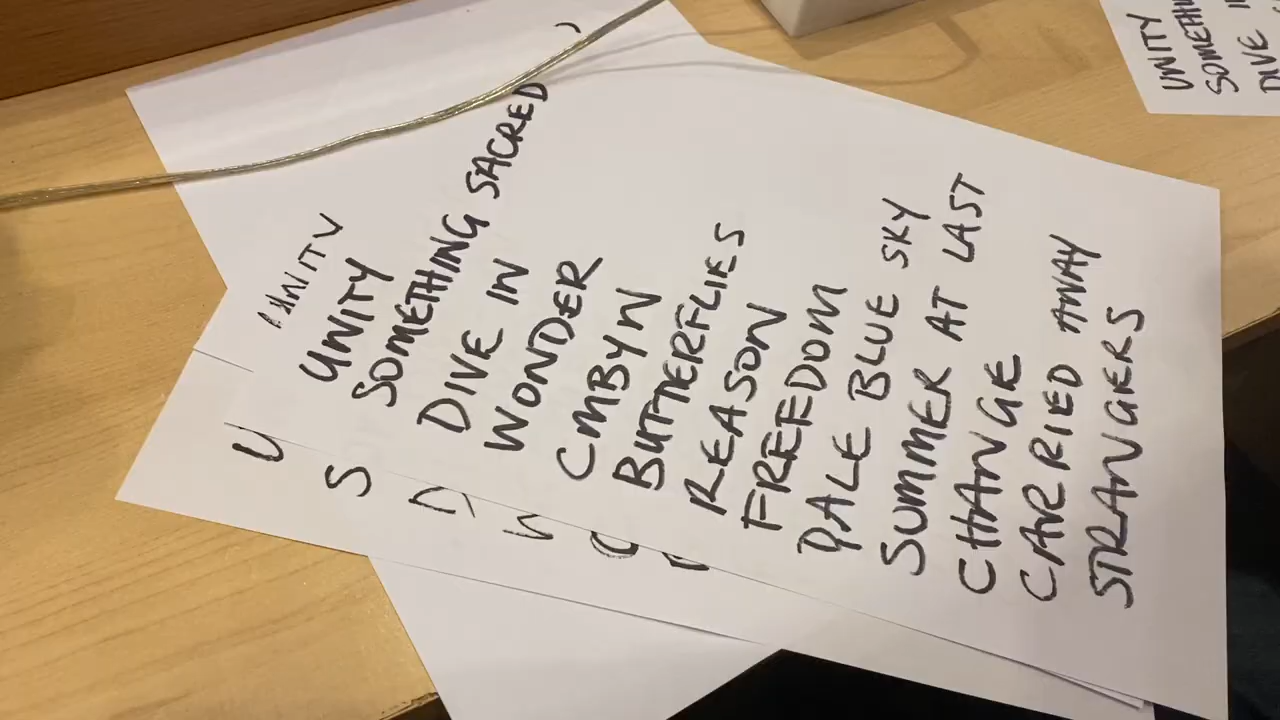 UNITY
UNITY
SOMETHING SACRED
DIVE IN
WONDER
CMBYN
BUTTERFLIES
REASON
FREEDOM
PALE BLUE SKY
SUMMER AT LAST
CHANGE
CARRIED AWAY
STRANGERS
U
S
D
W
C
UNITY
SOMETHI
DIVE I